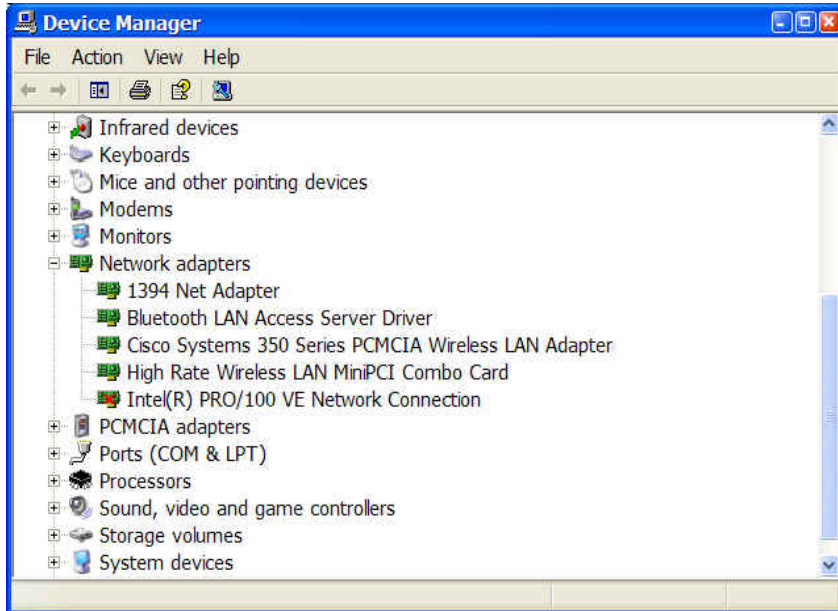 Device Manager
File Action View Help
Infrared devices
Keyboards
Mice and other pointing devices
Modems
Monitors
Network adapters
1394 Net Adapter
Bluetooth LAN Access Server Driver
Cisco Systems 350 Series PCMCIA Wireless LAN Adapter
High Rate Wireless LAN MiniPCI Combo Card
Intel(R) PRO/100 VE Network Connection
PCMCIA adapters
Ports (COM & LPT)
Processors
Sound, video and game controllers
Storage volumes
System devices